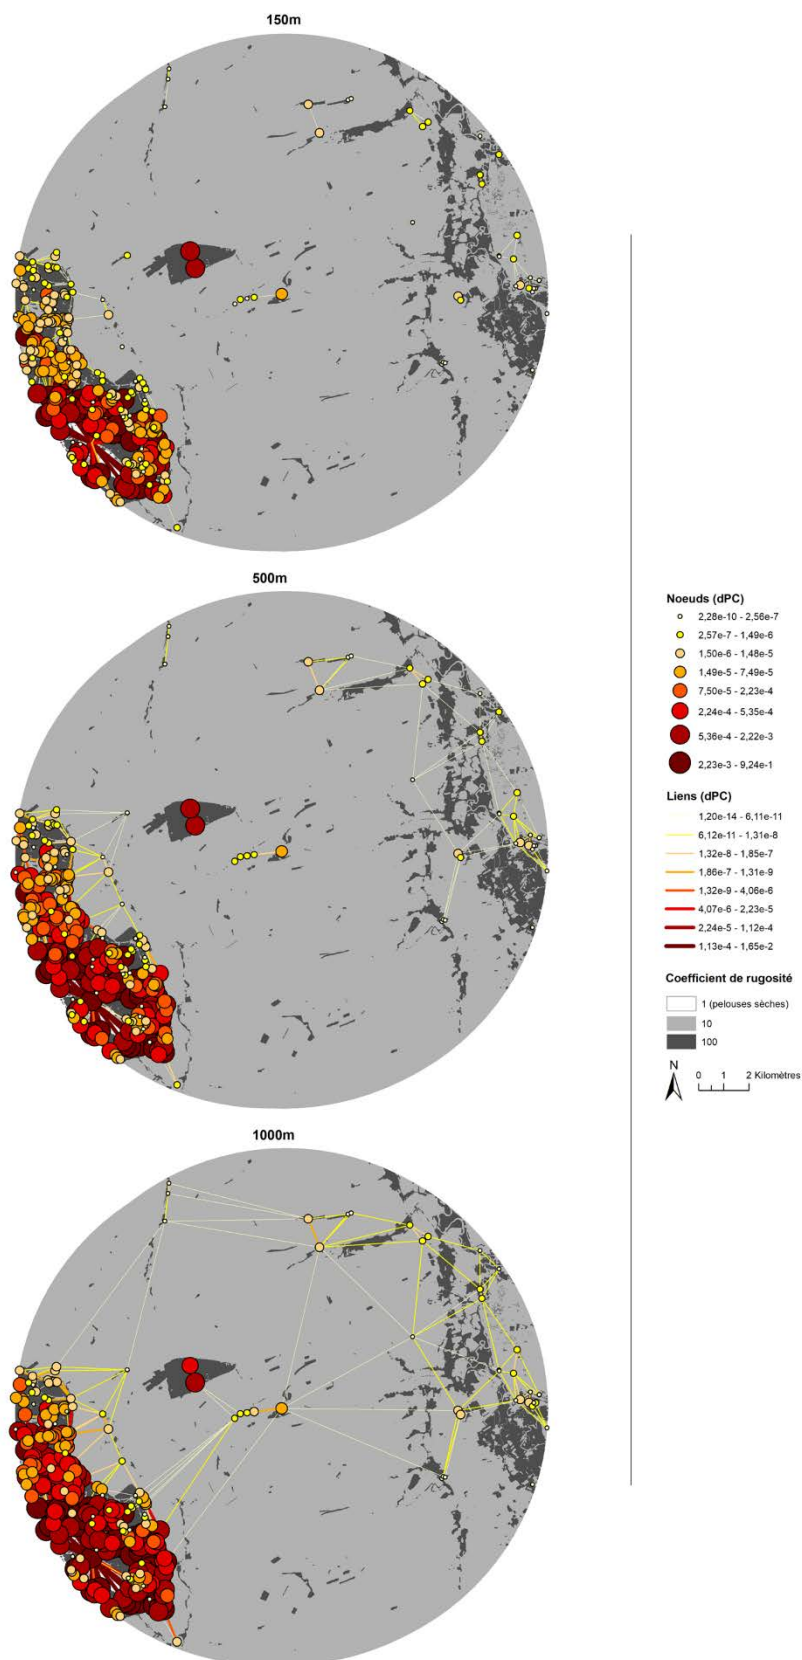 150m
500m
1000m
Noeuds (dPC)
2,28e-10 - 2,56e-7
2,57e-7 - 1,49e-6
1,50e-6 - 1,48e-5
1,49e-5 - 7,49e-5
7,50e-5 - 2,23e-4
2,24e-4 - 5,35e-4
5,36e-4 - 2,22e-3
2,23e-3 - 9,24e-1
Liens (dPC)
1,20e-14 - 6,11e-11
6,12e-11 - 1,31e-8
1,32e-8 - 1,85e-7
1,86e-7 - 1,31e-9
1,32e-9 - 4,06e-6
4,07e-6 - 2,23e-5
2,24e-5 - 1,12e-4
1,13e-4 - 1,65e-2
Coefficient de rugosité
1 (pelouses sèches)
10
100
N
0 1 2 Kilomètres